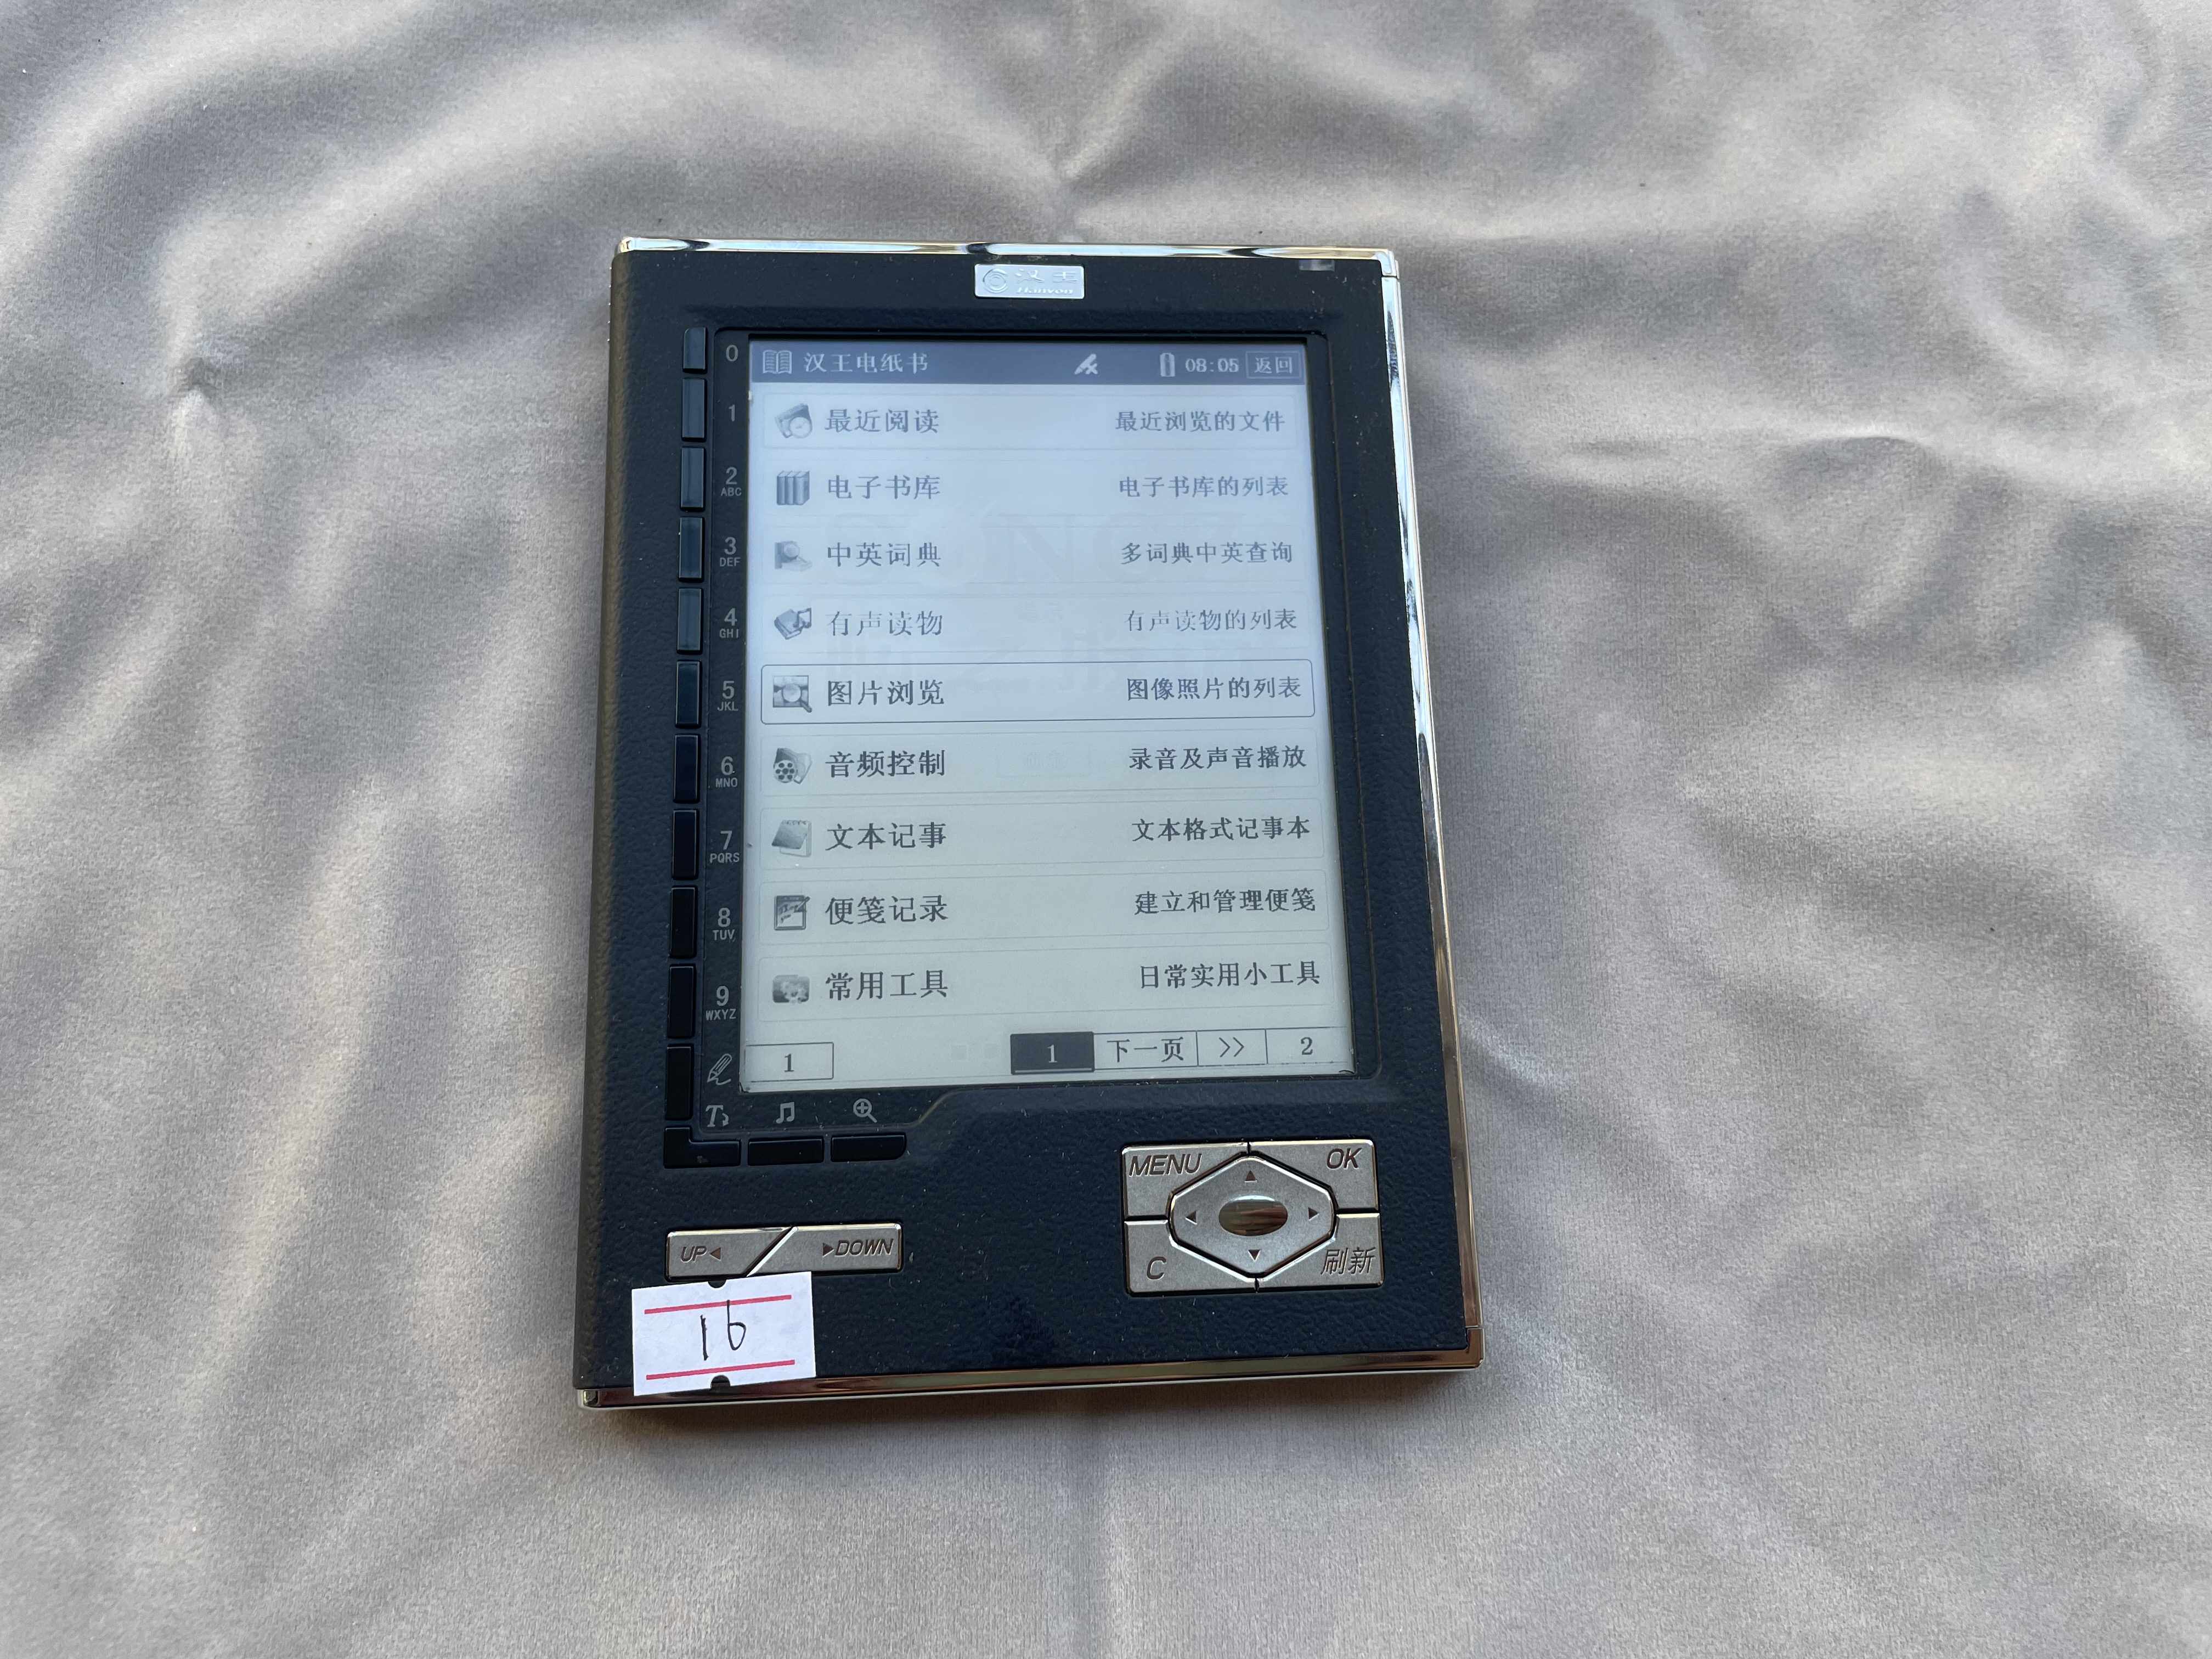 汉王
Hanvon
汉王电纸书 08:05 返回
最近阅读 最近浏览的文件
电子书库 电子书库的列表
中英词典 多词典中英查询
有声读物 有声读物的列表
图片浏览 图像照片的列表
音频控制 录音及声音播放
文本记事 文本格式记事本
便笺记录 建立和管理便笺
常用工具 日常实用小工具
1 1 下一页 >> 2
0
1
2
ABC
3
DEF
4
GHI
5
JKL
6
MNO
7
PQRS
8
TUV
9
WXYZ
T
MENU OK
C 刷新
UP DOWN
16